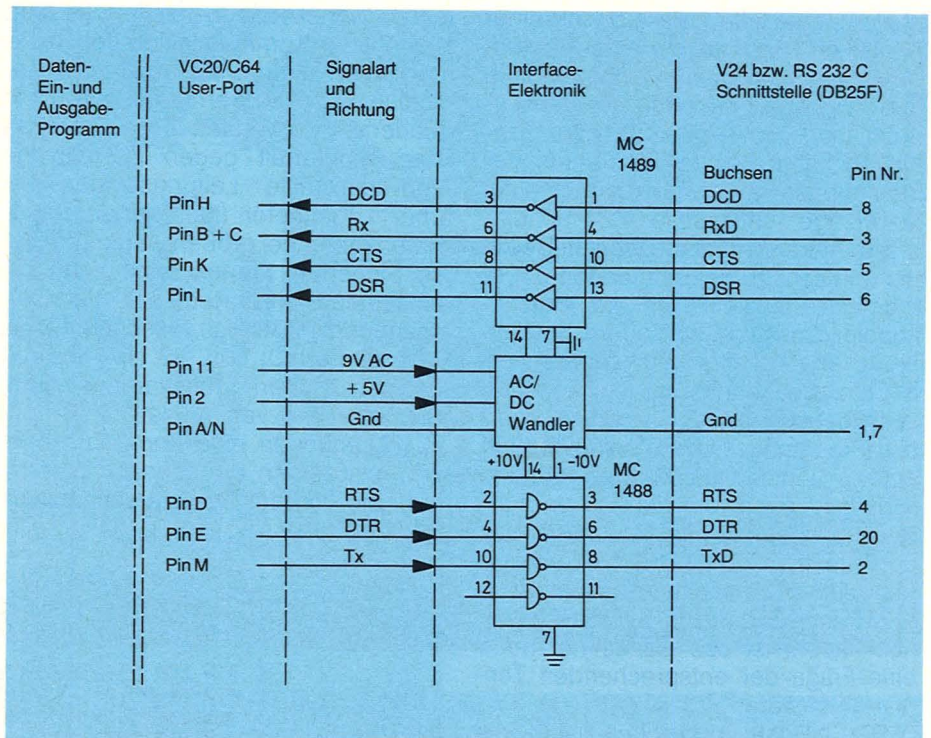 Daten-
Ein- und
Ausgabe-
Programm
VC20/C64
User-Port
Signalart
und
Richtung
Interface-
Elektronik
V24 bzw. RS 232 C
Schnittstelle (DB25F)
MC
1489
Buchsen
Pin Nr.
Pin H DCD 3 1 DCD 8
Pin B + C Rx 6 4 RxD 3
Pin K CTS 8 10 CTS 5
Pin L DSR 11 13 DSR 6
14 7
Pin 11 9V AC
Pin 2 + 5V
Pin A/N Gnd Gnd 1,7
AC/
DC
Wandler
+10V 14 1 -10V
MC
1488
Pin D RTS 2 3 RTS 4
Pin E DTR 4 6 DTR 20
Pin M Tx 10 8 TxD 2
12 11
7